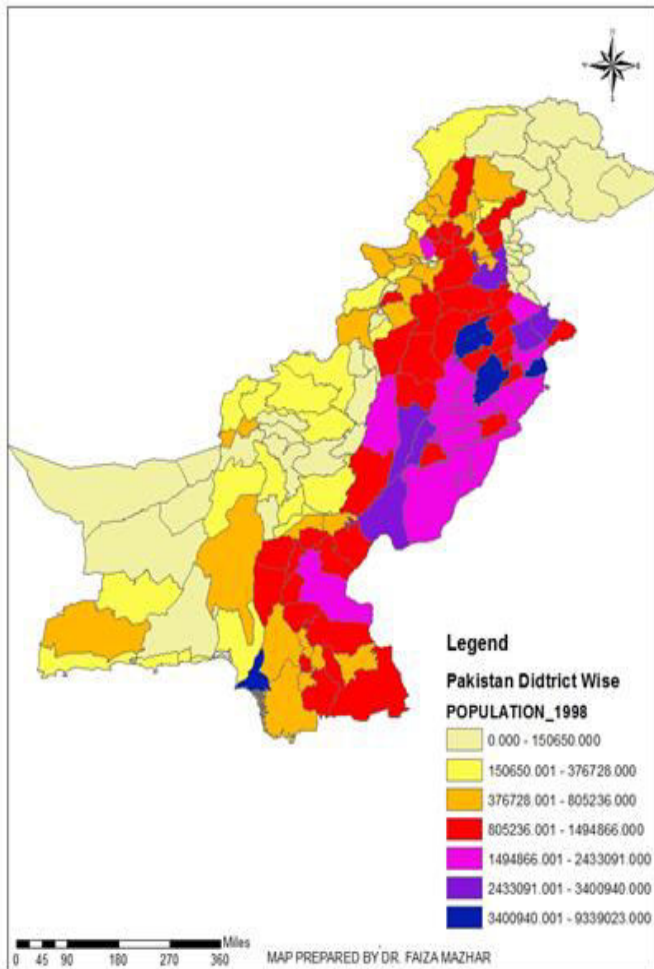 N
W
E
S
Legend
Pakistan Didtrict Wise
POPULATION_1998
0.000 - 150650.000
150650.001 - 376728.000
376728.001 - 805236.000
805236.001 - 1494866.000
1494866.001 - 2433091.000
2433091.001 - 3400940.000
3400940.001 - 9339023.000
Miles
0 45 90 180 270 360
MAP PREPARED BY DR. FAIZA MAZHAR